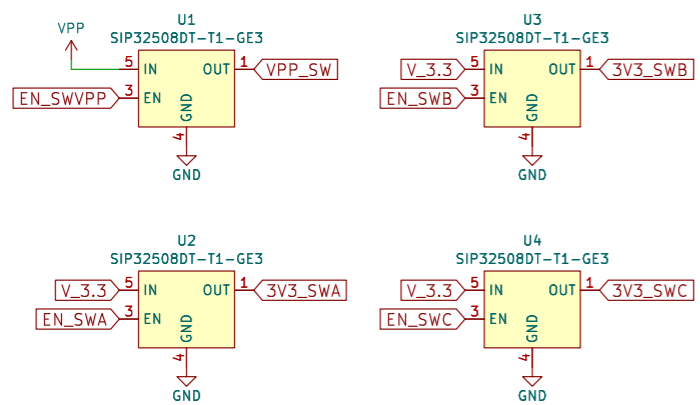 VPP
U1
SIP32508DT-T1-GE3
5 IN OUT 1 VPP_SW
EN_SWVPP 3 EN
GND
4
GND
U3
SIP32508DT-T1-GE3
V_3.3 5 IN OUT 1 3V3_SWB
EN_SWB 3 EN
GND
4
GND
U2
SIP32508DT-T1-GE3
V_3.3 5 IN OUT 1 3V3_SWA
EN_SWA 3 EN
GND
4
GND
U4
SIP32508DT-T1-GE3
V_3.3 5 IN OUT 1 3V3_SWC
EN_SWC 3 EN
GND
4
GND